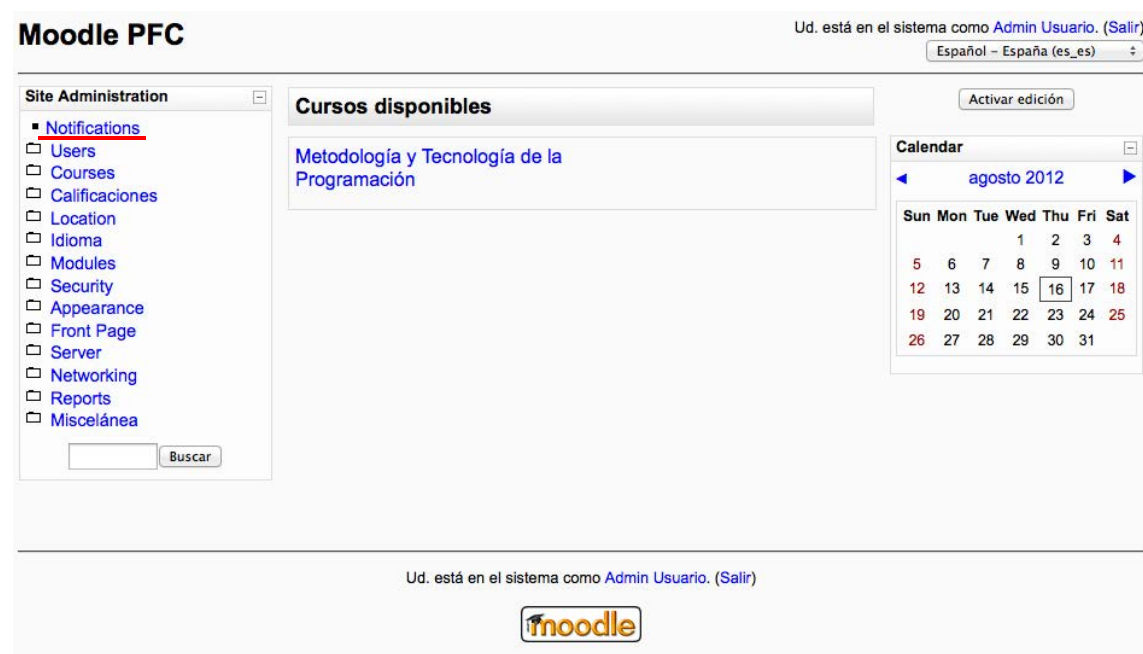 Moodle PFC
Ud. está en el sistema como Admin Usuario. (Salir)
Español - España (es_es)
Site Administration
Notifications
Users
Courses
Calificaciones
Location
Idioma
Modules
Security
Appearance
Front Page
Server
Networking
Reports
Miscelánea
Buscar
Cursos disponibles
Metodología y Tecnología de la
Programación
Activar edición
Calendar
agosto 2012
Sun Mon Tue Wed Thu Fri Sat
1 2 3 4
5 6 7 8 9 10 11
12 13 14 15 16 17 18
19 20 21 22 23 24 25
26 27 28 29 30 31
Ud. está en el sistema como Admin Usuario. (Salir)
moodle